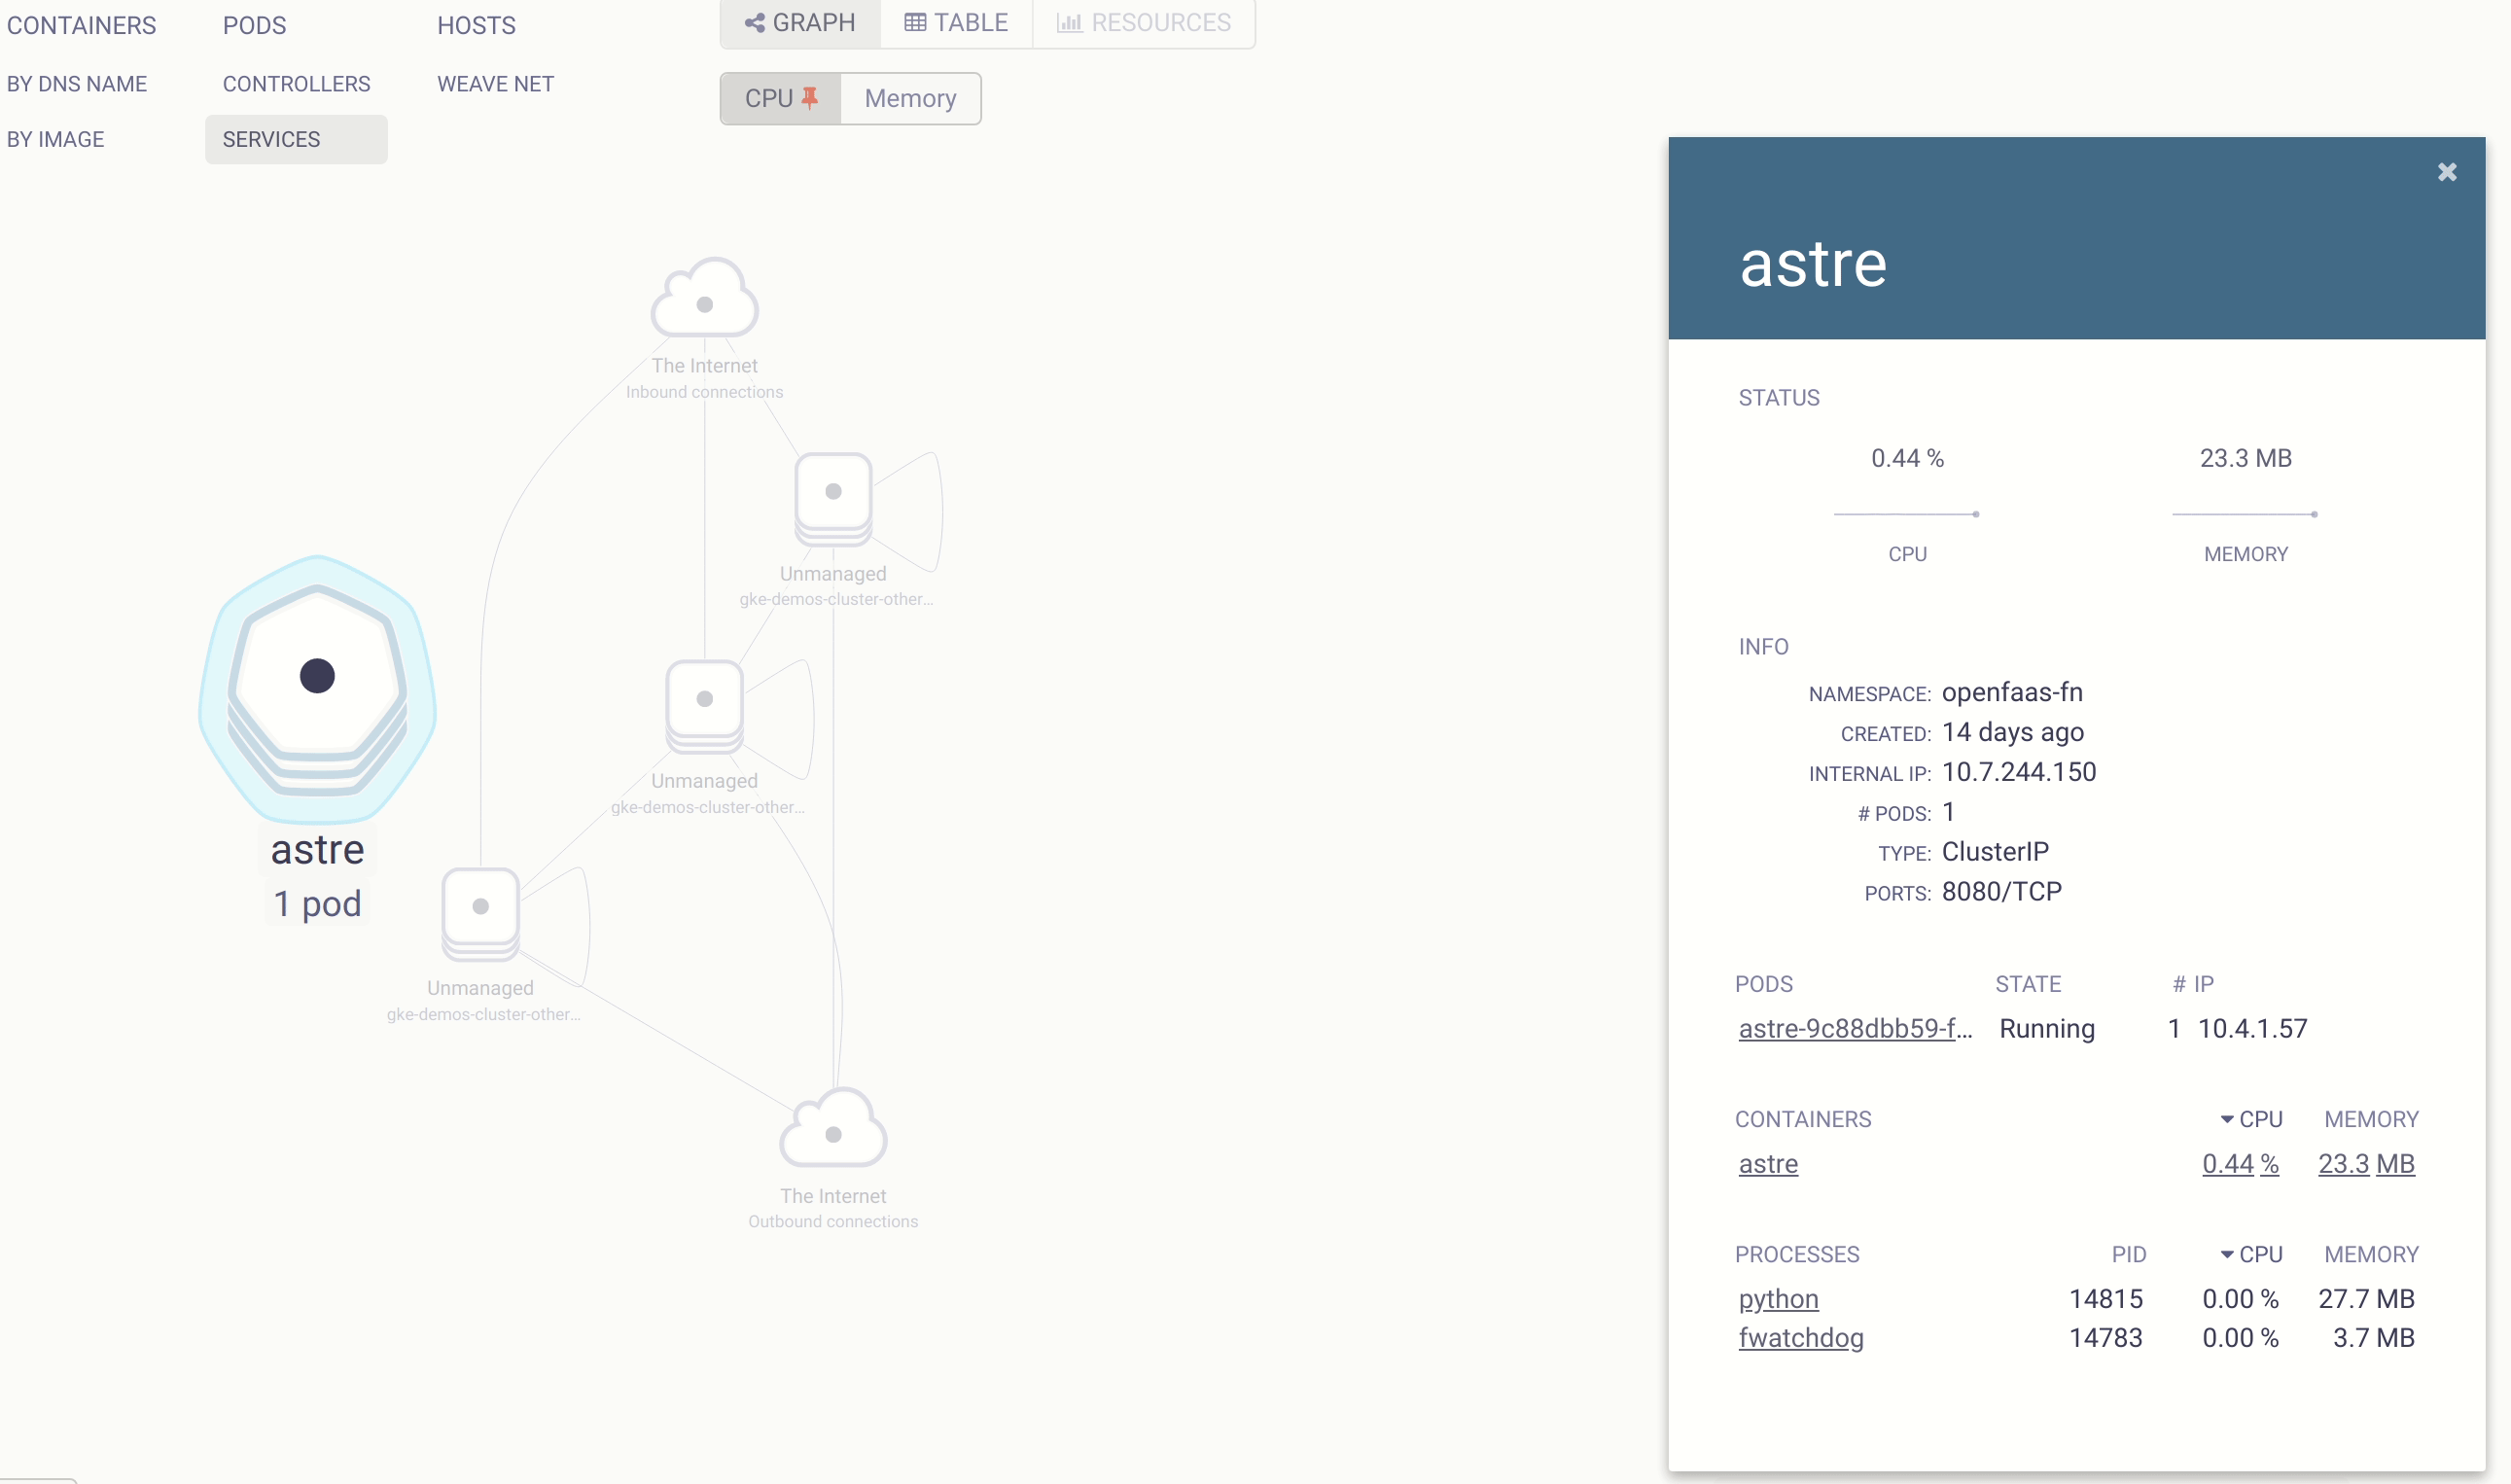 CONTAINERS PODS HOSTS
BY DNS NAME CONTROLLERS WEAVE NET
BY IMAGE SERVICES
GRAPH TABLE RESOURCES
CPU Memory
The Internet
Inbound connections
Unmanaged
gke-demos-cluster-other...
Unmanaged
gke-demos-cluster-other...
astre
1 pod
Unmanaged
gke-demos-cluster-other...
The Internet
Outbound connections
astre
STATUS
0.44 % 23.3 MB
CPU MEMORY
INFO
NAMESPACE: openfaas-fn
CREATED: 14 days ago
INTERNAL IP: 10.7.244.150
# PODS: 1
TYPE: ClusterIP
PORTS: 8080/TCP
PODS STATE # IP
astre-9c88dbb59-f... Running 1 10.4.1.57
CONTAINERS CPU MEMORY
astre 0.44 % 23.3 MB
PROCESSES PID CPU MEMORY
python 14815 0.00 % 27.7 MB
fwatchdog 14783 0.00 % 3.7 MB